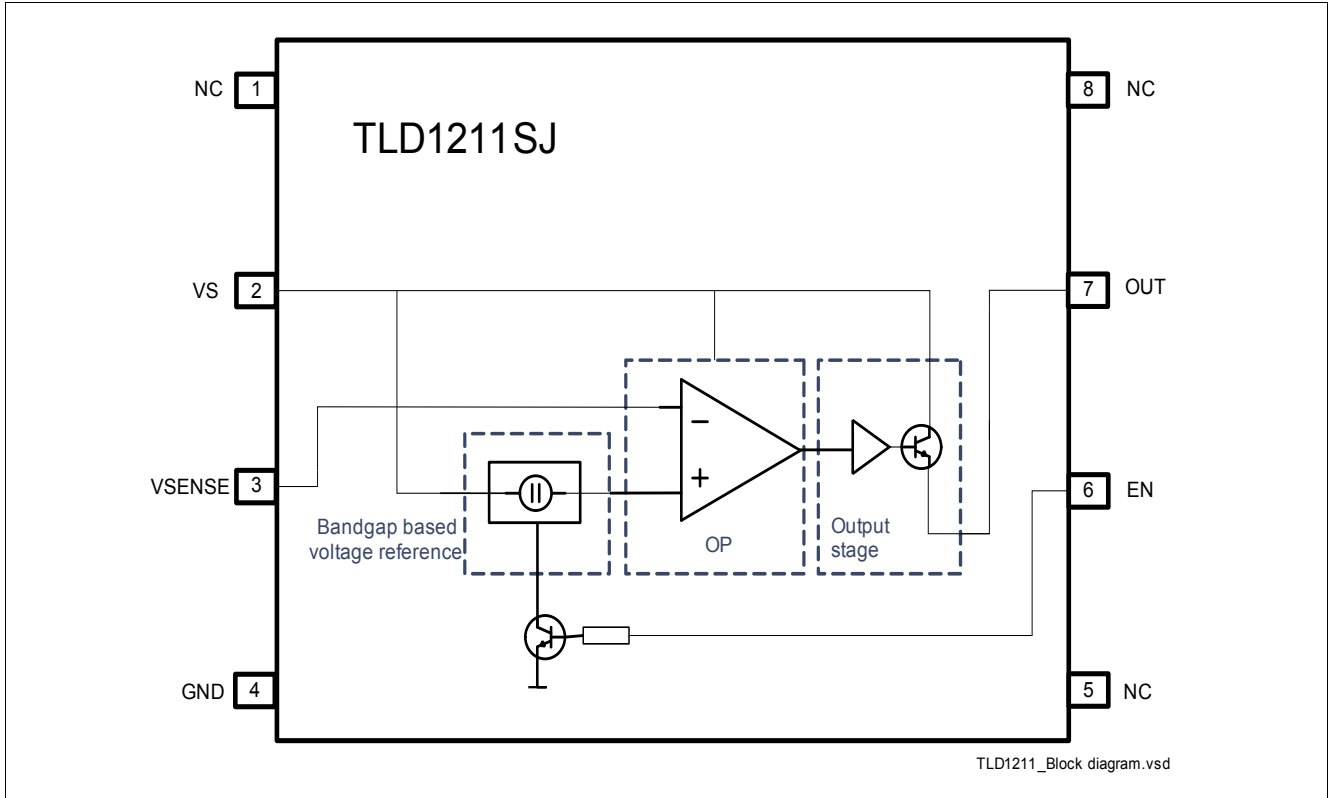 NC 1
8 NC
TLD1211SJ
VS 2
7 OUT
VSENSE 3
6 EN
−
+
Bandgap based
voltage reference
OP
Output
stage
GND 4
5 NC
TLD1211_Block diagram.vsd